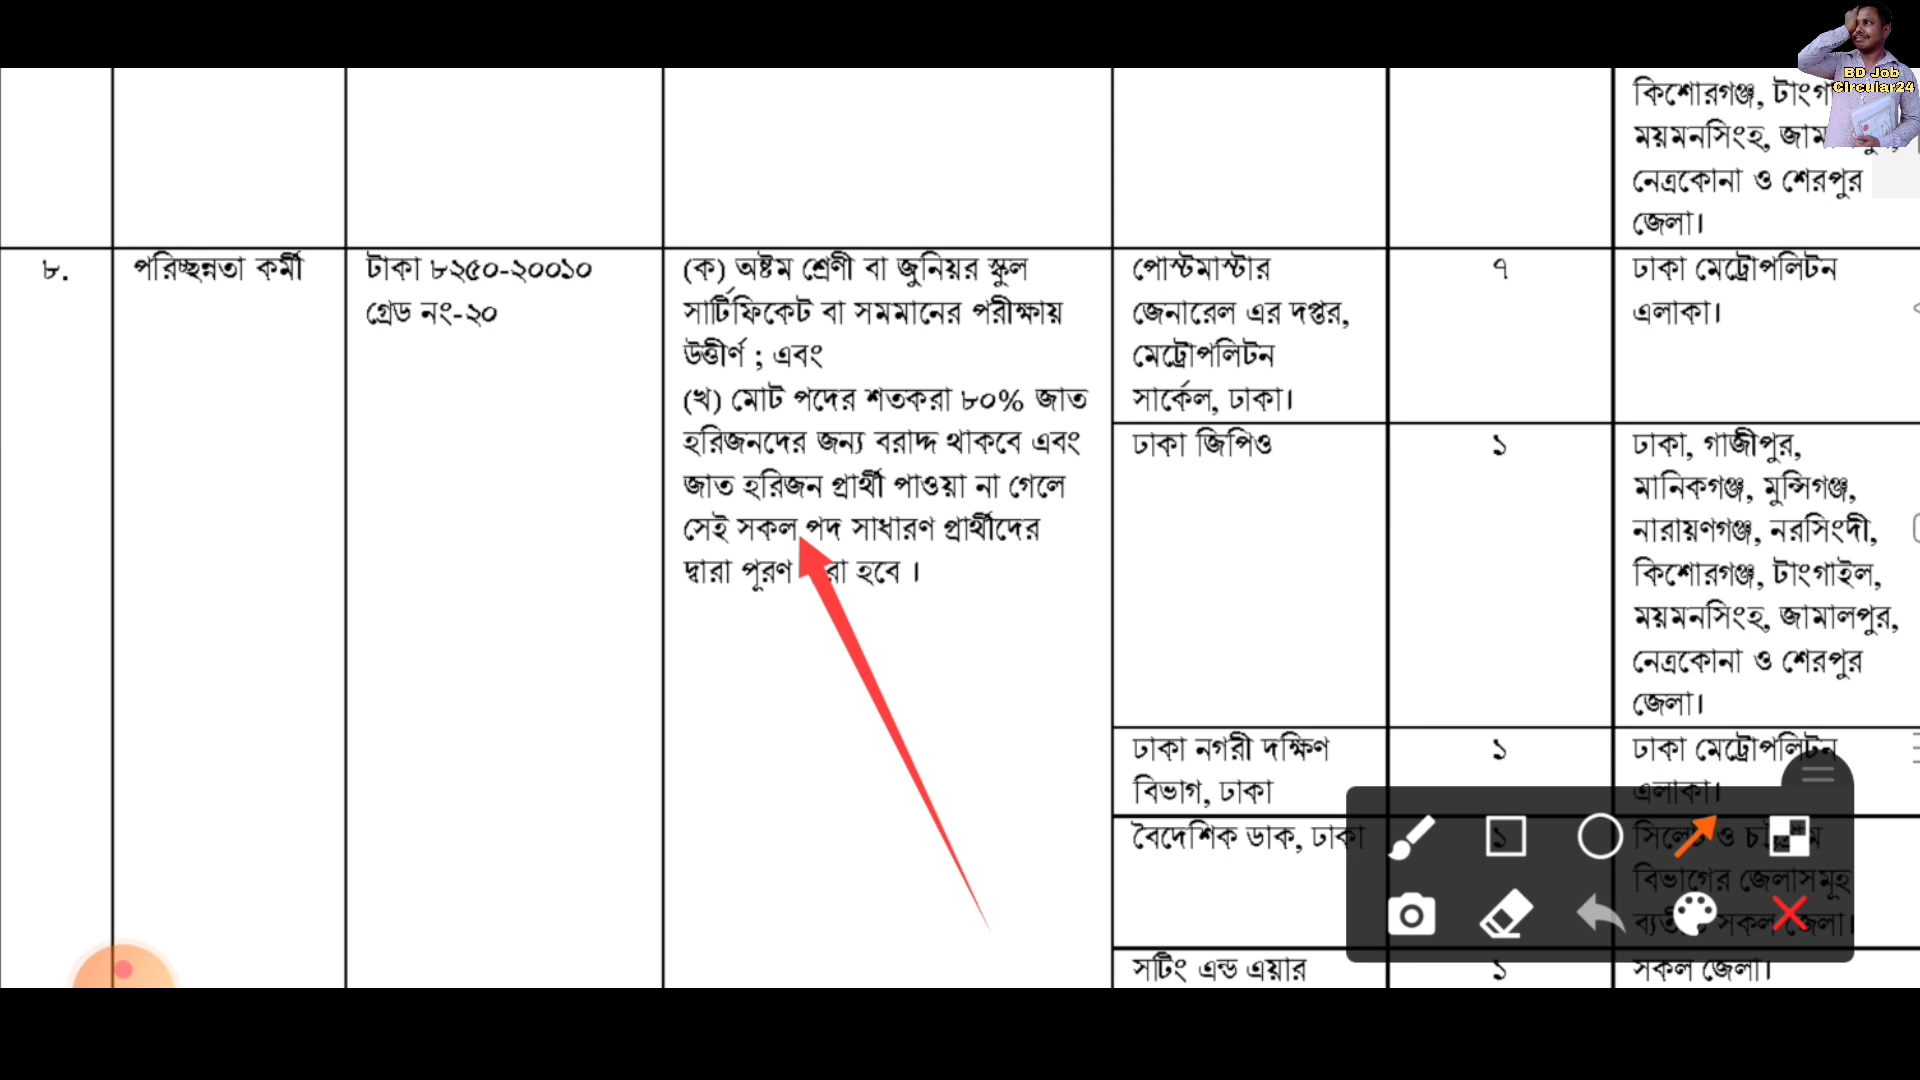 BD Job
Circular24
কিশোরগঞ্জ,
ময়মনসিংহ,
নেত্রকোনা ও শেরপুর
জেলা।
৮.
পরিচ্ছন্নতা কর্মী
টাকা ৮২৫০-২০০১০
গ্রেড নং-২০
(ক) অষ্টম শ্রেণী বা জুনিয়র স্কুল
সার্টিফিকেট বা সমমানের পরীক্ষায়
উত্তীর্ণ ; এবং
(খ) মোট পদের শতকরা ৮০% জাত
হরিজনদের জন্য বরাদ্দ থাকবে এবং
জাত হরিজন প্রার্থী পাওয়া না গেলে
সেই সকল পদ সাধারণ প্রার্থীদের
দ্বারা পূরণ হবে ।
পোস্টমাস্টার
জেনারেল এর দপ্তর,
মেট্রোপলিটন
সার্কেল, ঢাকা।
৭
ঢাকা মেট্রোপলিটন
এলাকা।
ঢাকা জিপিও
১
ঢাকা, গাজীপুর,
মানিকগঞ্জ, মুন্সিগঞ্জ,
নারায়ণগঞ্জ, নরসিংদী,
কিশোরগঞ্জ, টাংগাইল,
ময়মনসিংহ, জামালপুর,
নেত্রকোনা ও শেরপুর
জেলা।
ঢাকা নগরী দক্ষিণ
বিভাগ, ঢাকা
১
ঢাকা মেট্রোপলিটন
এলাকা।
বৈদেশিক ডাক, ঢাকা
১
ও
বিভাগের জেলাসমূহ
সকল জেলা।
সর্টিং এন্ড এয়ার
১
সকল জেলা।